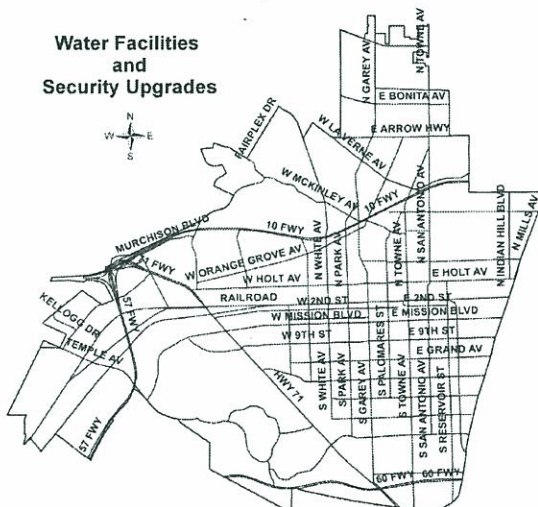 Water Facilities
and
Security Upgrades
N
W E
S
N GAREY AV
N TOWNE AV
E BONITA AV
E ARROW HWY
FAIRPLEX DR
W LA VERNE AV
W MCKINLEY AV
10 FWY
N SAN ANTONIO AV
N INDIAN HILL BLVD
N MILLS AV
MURCHISON BLVD
10 FWY
N WHITE AV
N PARK AV
N TOWNE AV
71 FWY
W ORANGE GROVE AV
W HOLT AV
E HOLT AV
RAILROAD
W 2ND ST
E 2ND ST
57 FWY
W MISSION BLVD
E MISSION BLVD
KELLOGG DR
W 9TH ST
E 9TH ST
TEMPLE AV
E GRAND AV
HWY 71
S WHITE AV
S PARK AV
S GAREY AV
S PALOMARES ST
S TOWNE AV
S SAN ANTONIO AV
S RESERVOIR ST
57 FWY
60 FWY
60 FWY